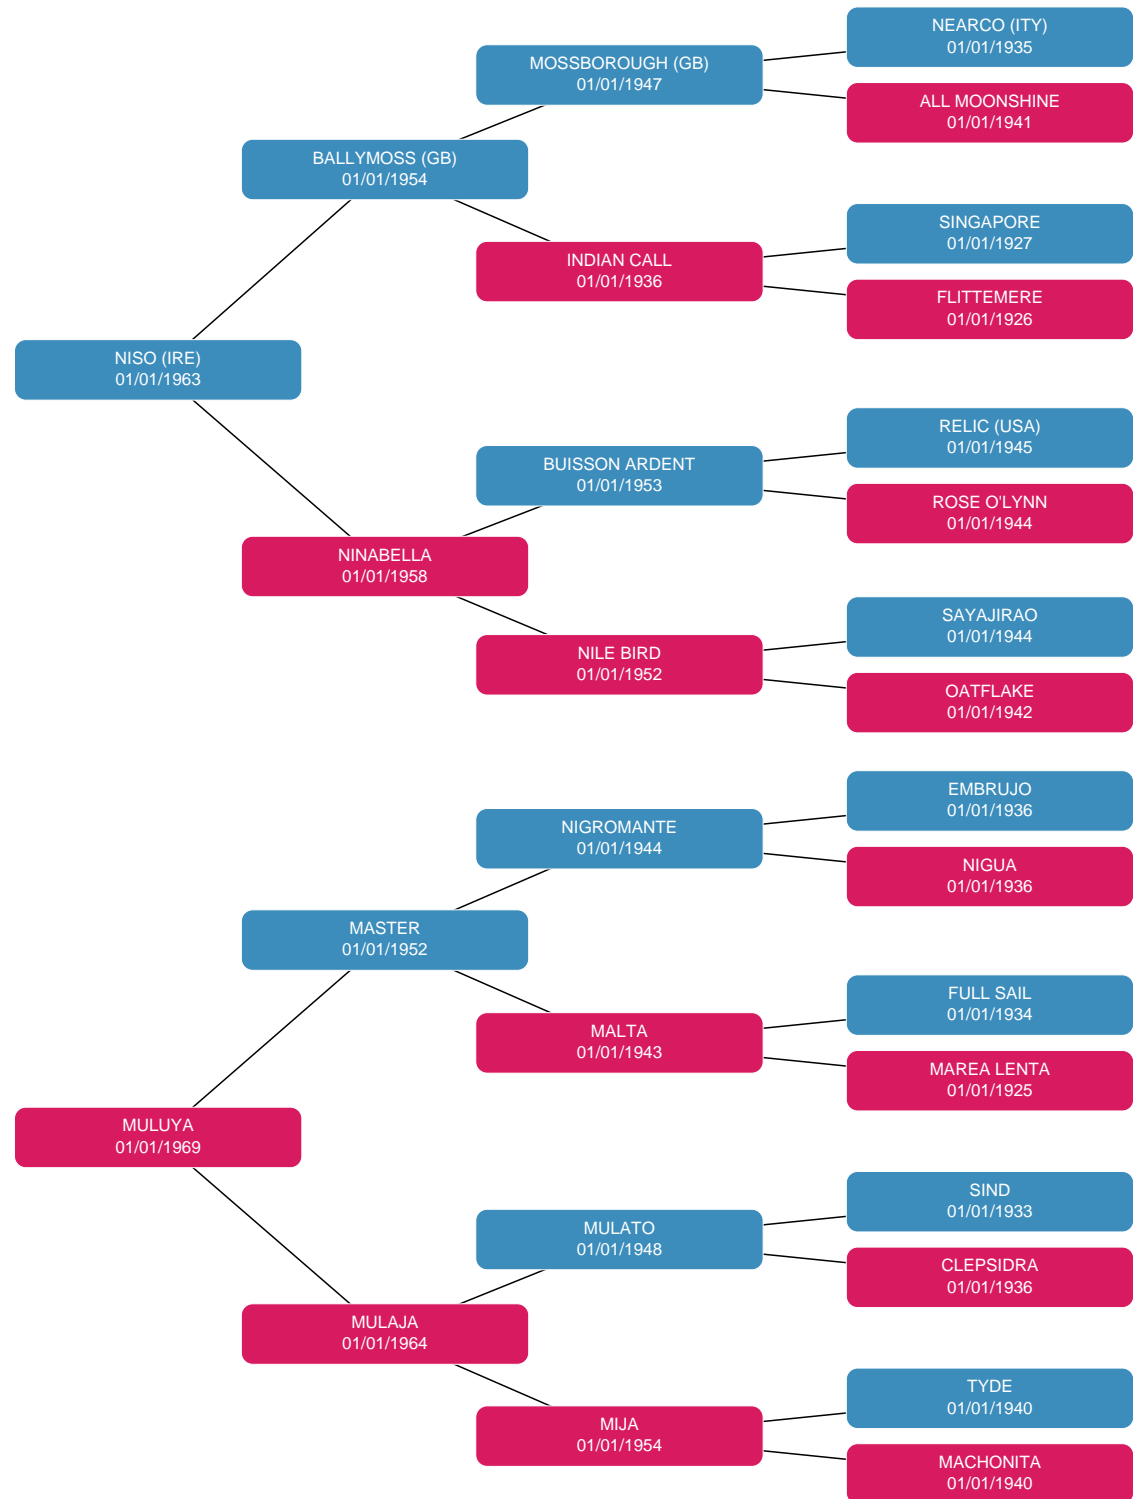 NEARCO (ITY)
01/01/1935
MOSSBOROUGH (GB)
01/01/1947
ALL MOONSHINE
01/01/1941
BALLYMOSS (GB)
01/01/1954
SINGAPORE
01/01/1927
INDIAN CALL
01/01/1936
FLITTEMERE
01/01/1926
NISO (IRE)
01/01/1963
RELIC (USA)
01/01/1945
BUISSON ARDENT
01/01/1953
ROSE O'LYNN
01/01/1944
NINABELLA
01/01/1958
SAYAJIRAO
01/01/1944
NILE BIRD
01/01/1952
OATFLAKE
01/01/1942
EMBRUJO
01/01/1936
NIGROMANTE
01/01/1944
NIGUA
01/01/1936
MASTER
01/01/1952
FULL SAIL
01/01/1934
MALTA
01/01/1943
MAREA LENTA
01/01/1925
MULUYA
01/01/1969
SIND
01/01/1933
MULATO
01/01/1948
CLEPSIDRA
01/01/1936
MULAJA
01/01/1964
TYDE
01/01/1940
MIJA
01/01/1954
MACHONITA
01/01/1940